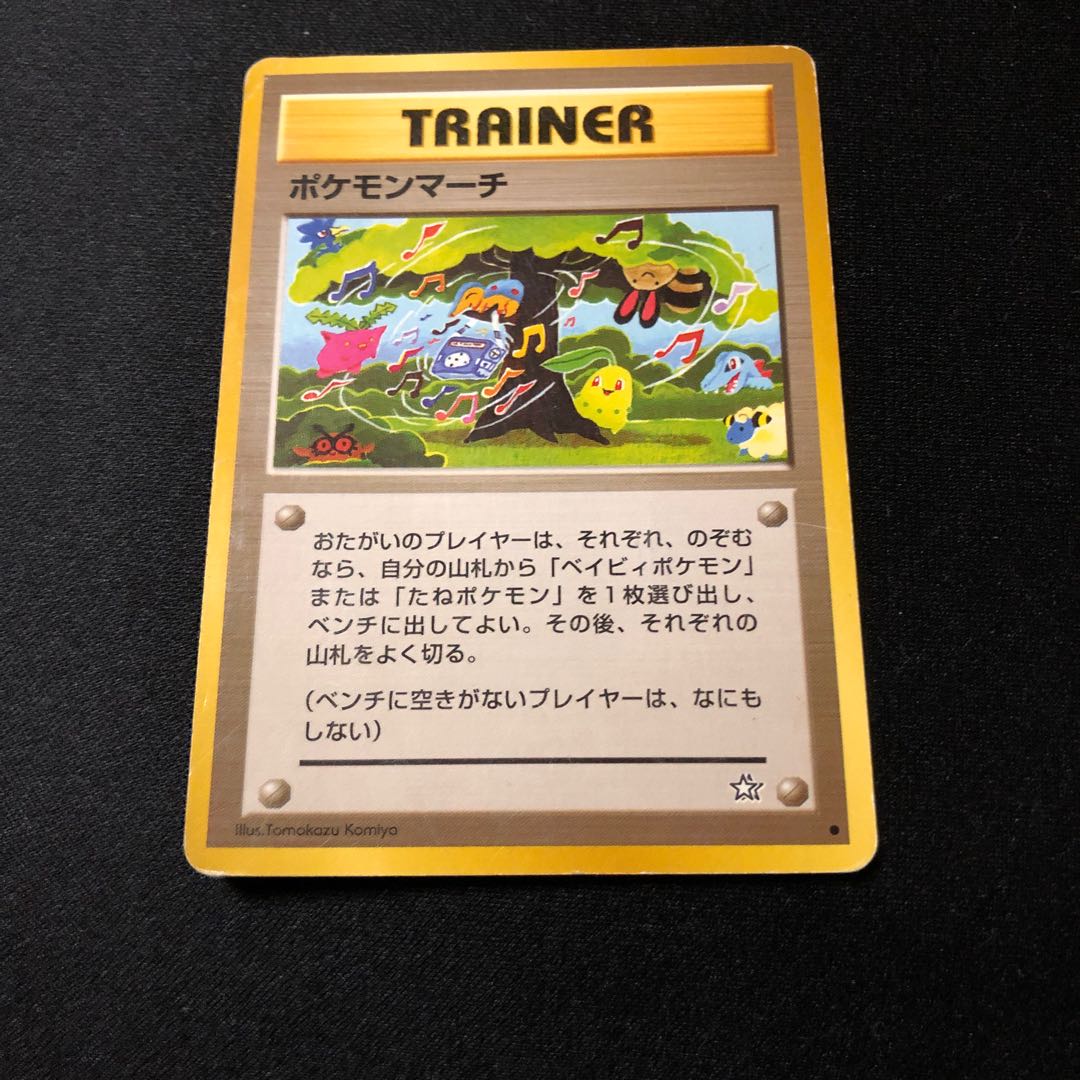 TRAINER
ポケモンマーチ
おたがいのプレイヤーは、それぞれ、のぞむ
なら、自分の山札から「ベイビィポケモン」
または「たねポケモン」を1枚選び出し、
ベンチに出してよい。その後、それぞれの
山札をよく切る。
(ベンチに空きがないプレイヤーは、なにも
しない)
Illus.Tomokazu Komiya